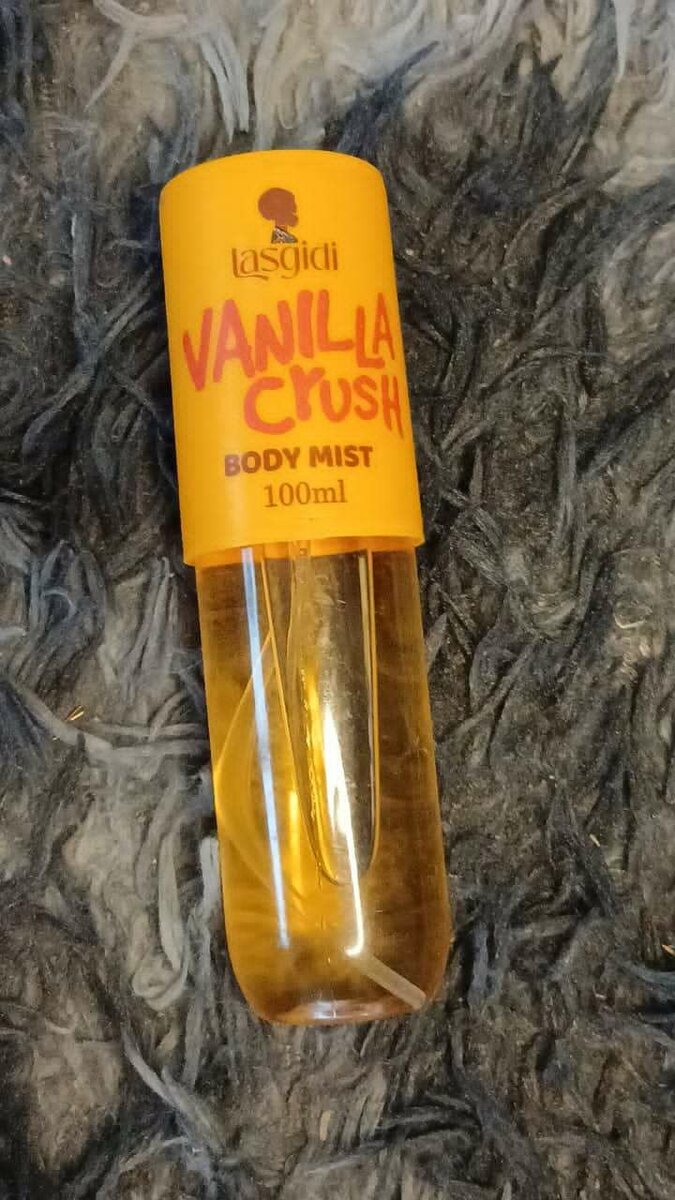 Lasgidi
VANILLA
CrUSH
BODY MIST
100ml